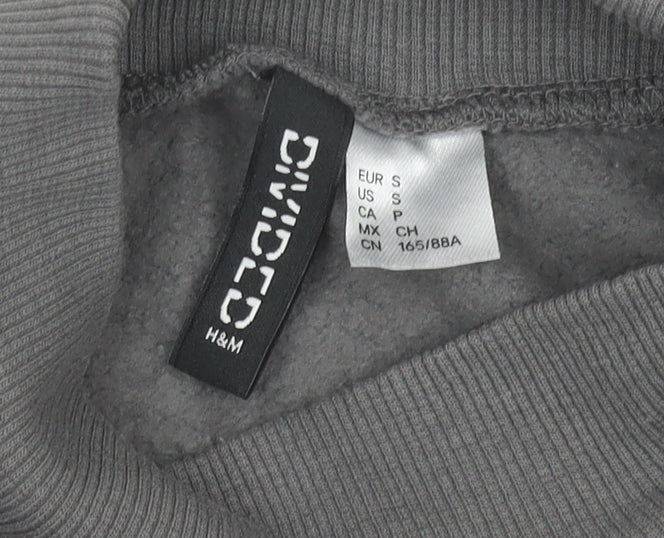 DIVIDED
H&M
EUR S
US S
CA P
MX CH
CN 165/88A